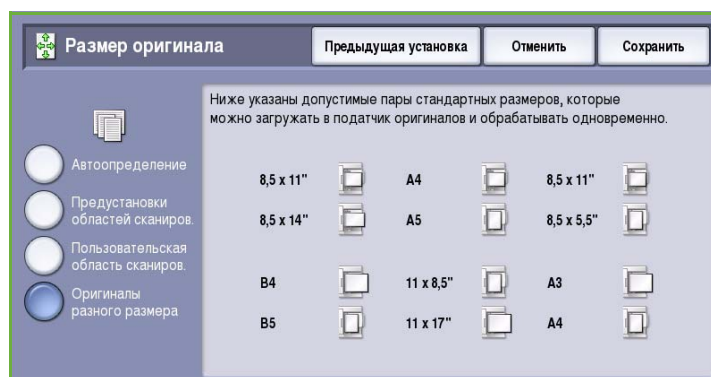 Размер оригинала
Предыдущая установка
Отменить
Сохранить
Ниже указаны допустимые пары стандартных размеров, которые
можно загружать в податчик оригиналов и обрабатывать одновременно.
Автоопределение
Предустановки
областей сканиров.
Пользовательская
область сканиров.
Оригиналы
разного размера
8,5 x 11" A4 8,5 x 11"
8,5 x 14" A5 8,5 x 5,5"
B4 11 x 8,5" A3
B5 11 x 17" A4